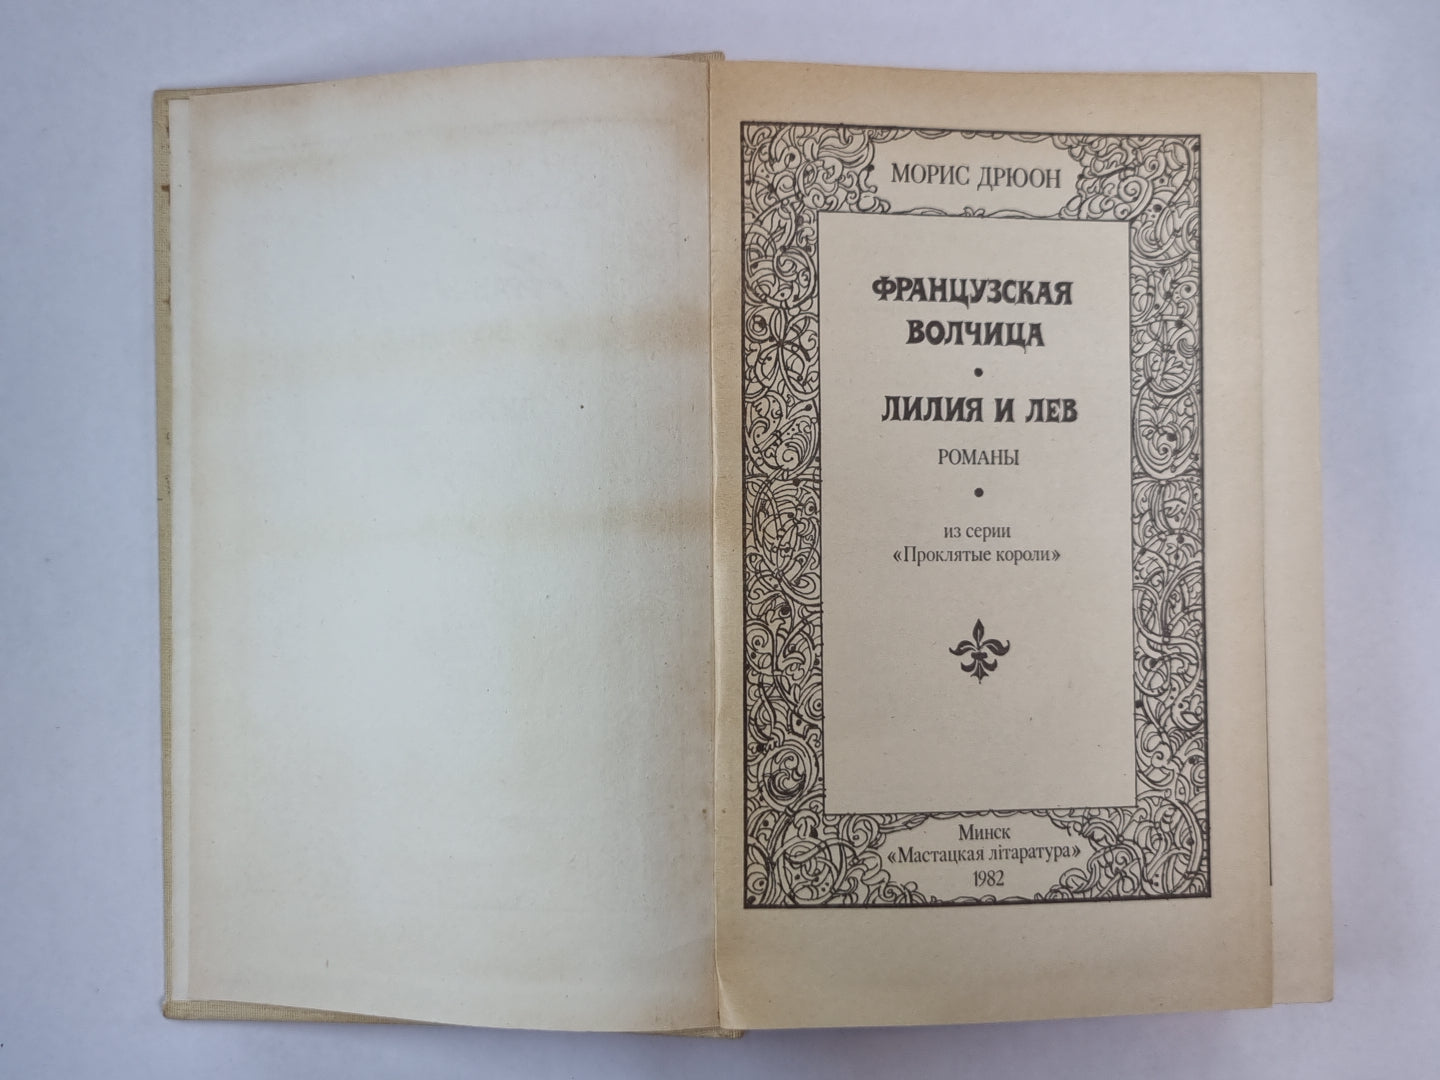 МОРИС ДРЮОН
ФРАНЦУЗСКАЯ
ВОЛЧИЦА
•
ЛИЛИЯ И ЛЕВ
РОМАНЫ
•
из серии
«Проклятые короли»
Минск
«Мастацкая літаратура»
1982